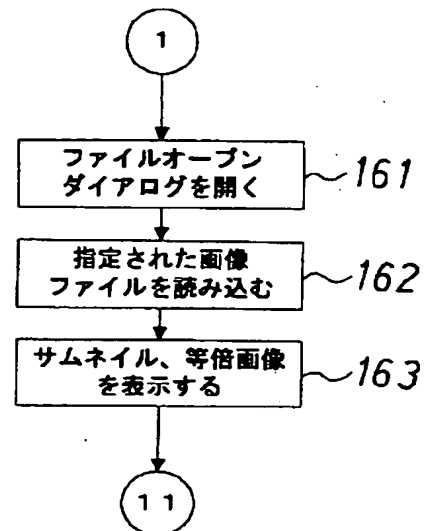 1
ファイルオープン
ダイアログを開く
161
指定された画像
ファイルを読み込む
162
サムネイル、等倍画像
を表示する
163
11